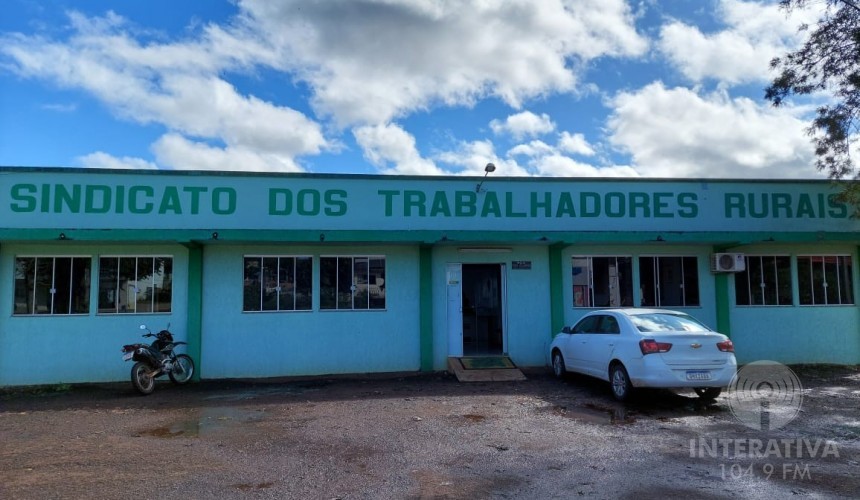 SINDICATO DOS TRABALHADORES RURAIS
INTERATIVA
104,9 FM